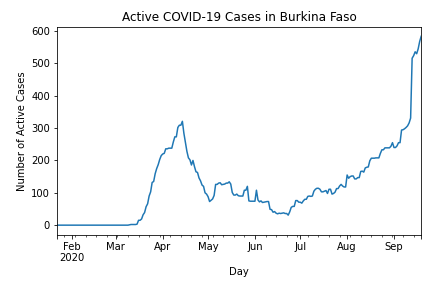 Active COVID-19 Cases in Burkina Faso
Number of Active Cases
600
500
400
300
200
100
0
Feb Mar Apr May Jun Jul Aug Sep
2020
Day